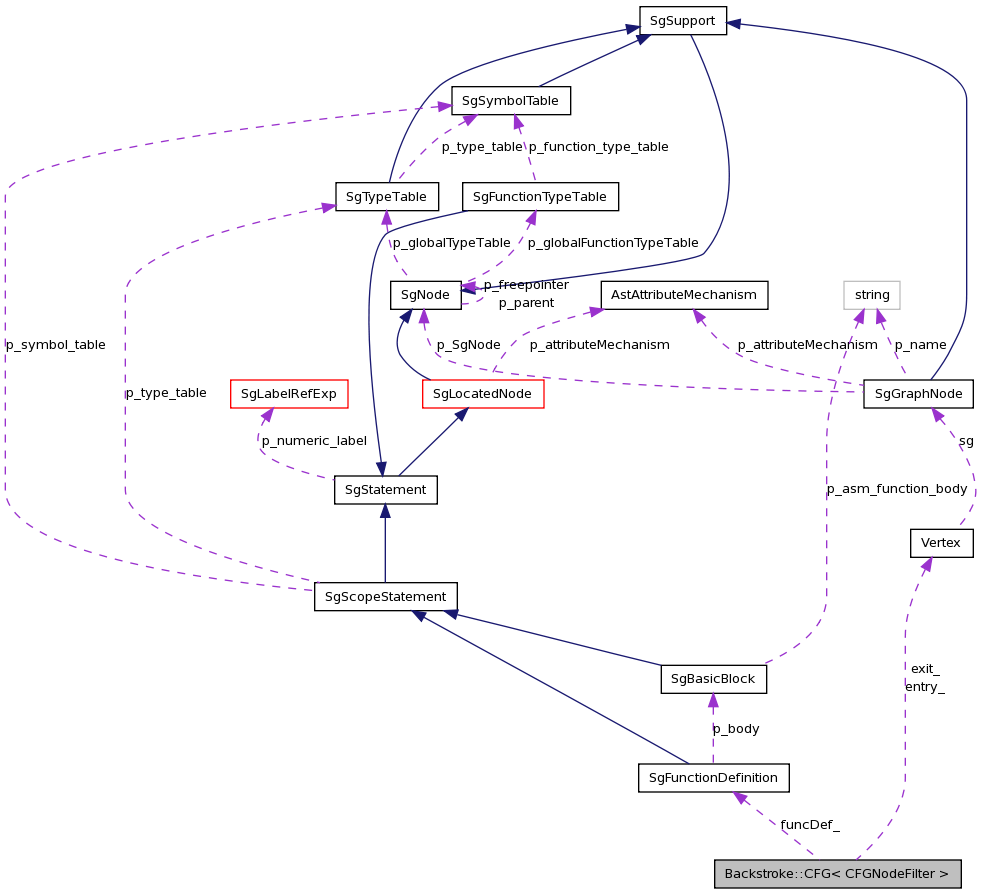 SgSupport
SgSymbolTable
p_type_table
p_function_type_table
SgTypeTable
SgFunctionTypeTable
p_globalTypeTable
p_globalFunctionTypeTable
SgNode
p_freepointer
p_parent
AstAttributeMechanism
string
p_symbol_table
p_SgNode
p_attributeMechanism
p_attributeMechanism
p_name
p_type_table
SgLabelRefExp
SgLocatedNode
SgGraphNode
p_numeric_label
sg
SgStatement
p_asm_function_body
Vertex
SgScopeStatement
SgBasicBlock
exit_
entry_
p_body
SgFunctionDefinition
funcDef_
Backstroke::CFG< CFGNodeFilter >